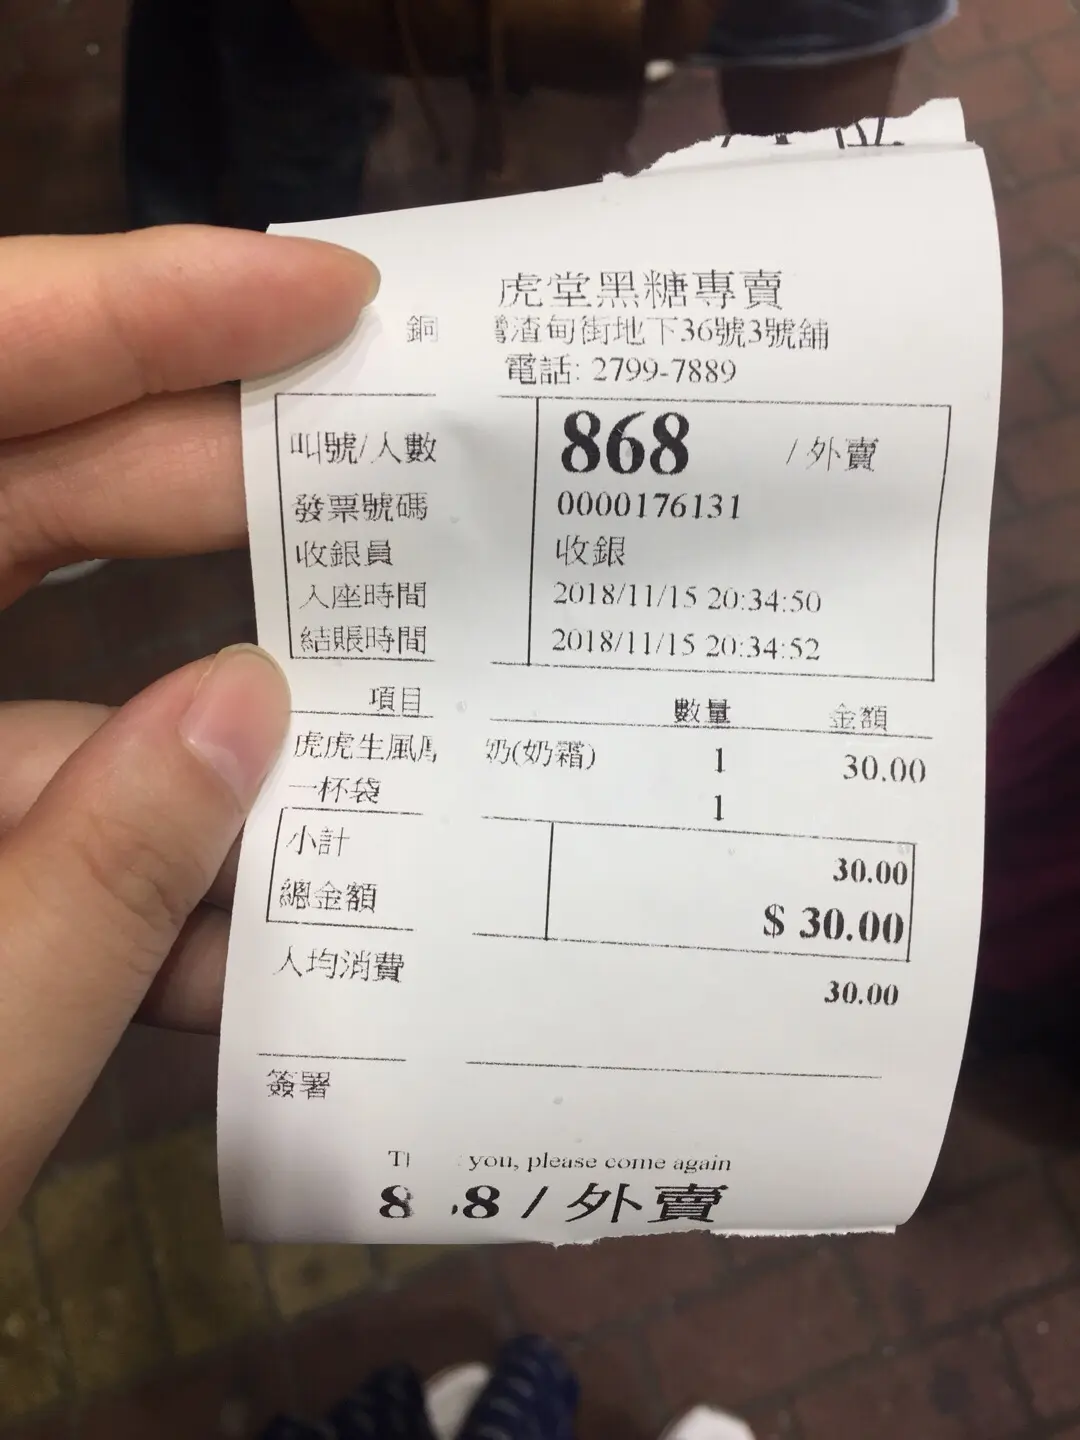 虎堂黑糖專賣
銅 渣甸街地下36號3號舖
電話: 2799-7889
叫號/人數 868 /外賣
發票號碼 0000176131
收銀員 收銀
入座時間 2018/11/15 20:34:50
結賬時間 2018/11/15 20:34:52
項目 數量 金額
虎虎生風 奶(奶霜) 1 30.00
一杯袋 1
小計 30.00
總金額 $ 30.00
人均消費 30.00
簽署
you, please come again
8 8 / 外賣